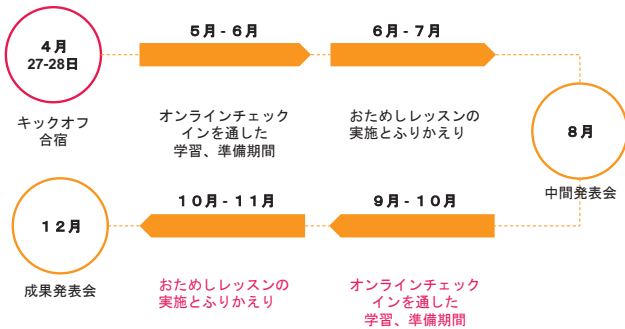 4月
27-28日
キックオフ
合宿
5月-6月
オンラインチェック
インを通した
学習、準備期間
6月-7月
おためしレッスンの
実施とふりかえり
8月
中間発表会
9月-10月
オンラインチェック
インを通した
学習、準備期間
10月-11月
おためしレッスンの
実施とふりかえり
12月
成果発表会